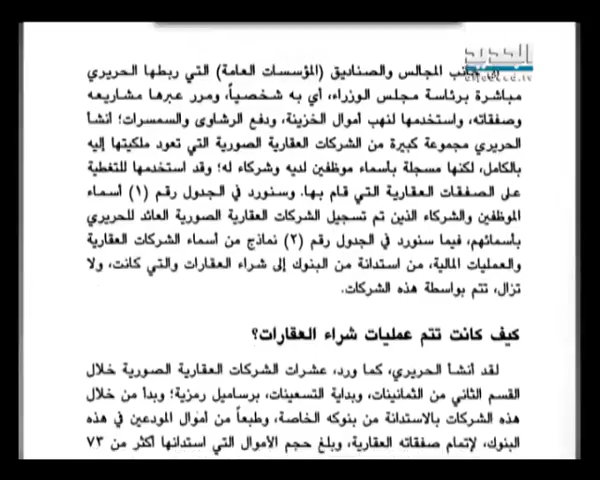 الجديد
aljadeed.tv
إلى جانب المجالس والصناديق (المؤسسات العامة) التي ربطها الحريري
مباشرة برئاسة مجلس الوزراء، أي به شخصياً، ومرر عبرها مشاريعه
وصفقاته، واستخدمها لنهب أموال الخزينة، ودفع الرشاوى والسمسرات؛ أنشأ
الحريري مجموعة كبيرة من الشركات العقارية الصورية التي تعود ملكيتها إليه
بالكامل، لكنها مسجلة بأسماء موظفين لديه وشركاء له؛ وقد استخدمها للتغطية
على الصفقات العقارية التي قام بها. وسنورد في الجدول رقم (١) أسماء
الموظفين والشركاء الذين تم تسجيل الشركات العقارية الصورية العائد للحريري
بأسمائهم، فيما سنورد في الجدول رقم (٢) نماذج من أسماء الشركات العقارية
والعمليات المالية، من استدانة من البنوك إلى شراء العقارات والتي كانت، ولا
تزال، تتم بواسطة هذه الشركات.
كيف كانت تتم عمليات شراء العقارات؟
لقد أنشأ الحريري، كما ورد، عشرات الشركات العقارية الصورية خلال
القسم الثاني من الثمانينات، وبداية التسعينات، برساميل رمزية؛ وبدأ من خلال
هذه الشركات بالاستدانة من بنوكه الخاصة، وطبعاً من أموال المودعين في هذه
البنوك، لإتمام صفقاته العقارية، وبلغ حجم الأموال التي استدانها أكثر من ٧٣